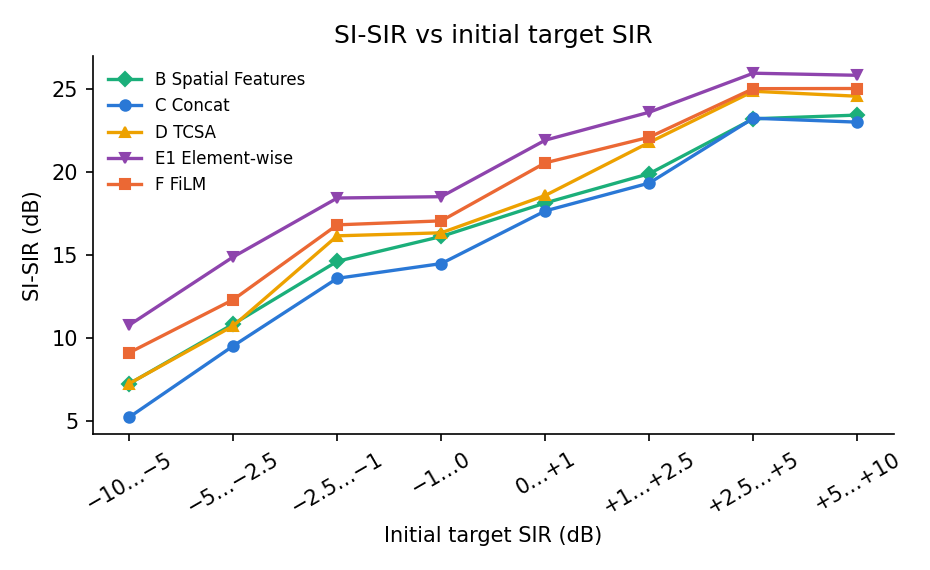 SI-SIR vs initial target SIR
B Spatial Features
C Concat
D TCSA
E1 Element-wise
F FiLM
SI-SIR (dB)
25
20
15
10
5
−10…−5
−5…−2.5
−2.5…−1
−1…0
0…+1
+1…+2.5
+2.5…+5
+5…+10
Initial target SIR (dB)